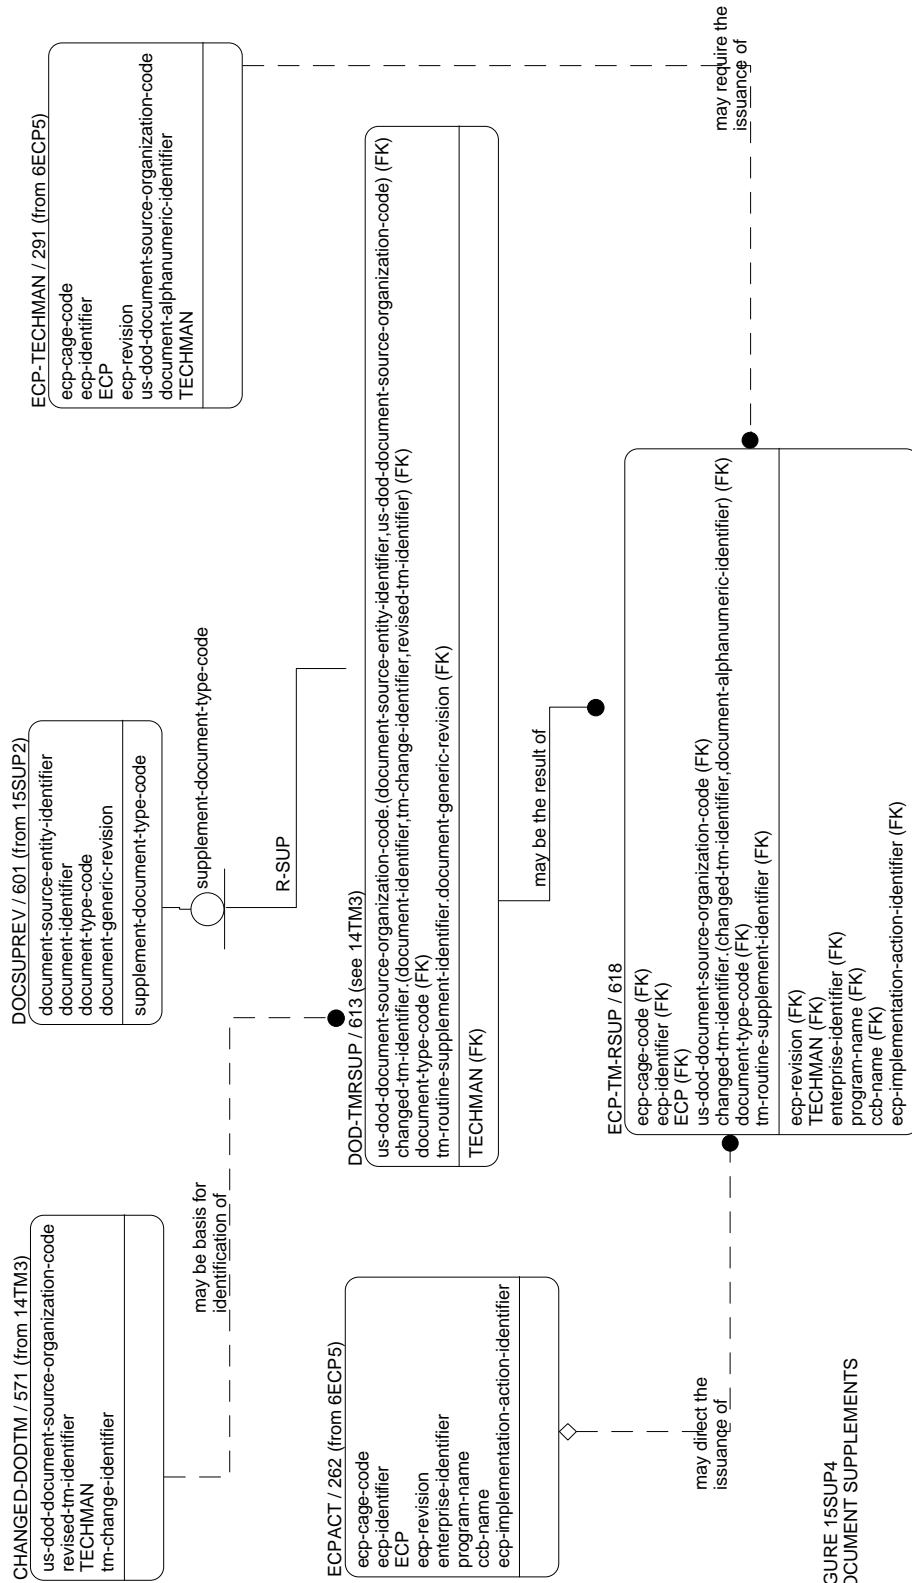 CHANGED-DODTM / 571 (from 14TM3)
us-dod-document-source-organization-code
revised-tm-identifier
TECHMAN
tm-change-identifier
DOCSUPREV / 601 (from 15SUP2)
document-source-entity-identifier
document-identifier
document-type-code
document-generic-revision
supplement-document-type-code
ECP-TECHMAN / 291 (from 6ECP5)
ecp-cage-code
ecp-identifier
ECP
ecp-revision
us-dod-document-source-organization-code
document-alphanumeric-identifier
TECHMAN
may be basis for
identification of
supplement-document-type-code
R-SUP
DOD-TMRSUP / 613 (see 14TM3)
us-dod-document-source-organization-code.(document-source-entity-identifier,us-dod-document-source-organization-code) (FK)
changed-tm-identifier.(document-identifier,tm-change-identifier,revised-tm-identifier) (FK)
document-type-code (FK)
tm-routine-supplement-identifier.document-generic-revision (FK)
TECHMAN (FK)
ECPACT / 262 (from 6ECP5)
ecp-cage-code
ecp-identifier
ECP
ecp-revision
enterprise-identifier
program-name
ccb-name
ecp-implementation-action-identifier
may be the result of
may require the
issuance of
may direct the
issuance of
ECP-TM-RSUP / 618
ecp-cage-code (FK)
ecp-identifier (FK)
ECP (FK)
us-dod-document-source-organization-code (FK)
changed-tm-identifier.(changed-tm-identifier,document-alphanumeric-identifier) (FK)
document-type-code (FK)
tm-routine-supplement-identifier (FK)
ecp-revision (FK)
TECHMAN (FK)
enterprise-identifier (FK)
program-name (FK)
ccb-name (FK)
ecp-implementation-action-identifier (FK)
GURE 15SUP4
OCUMENT SUPPLEMENTS